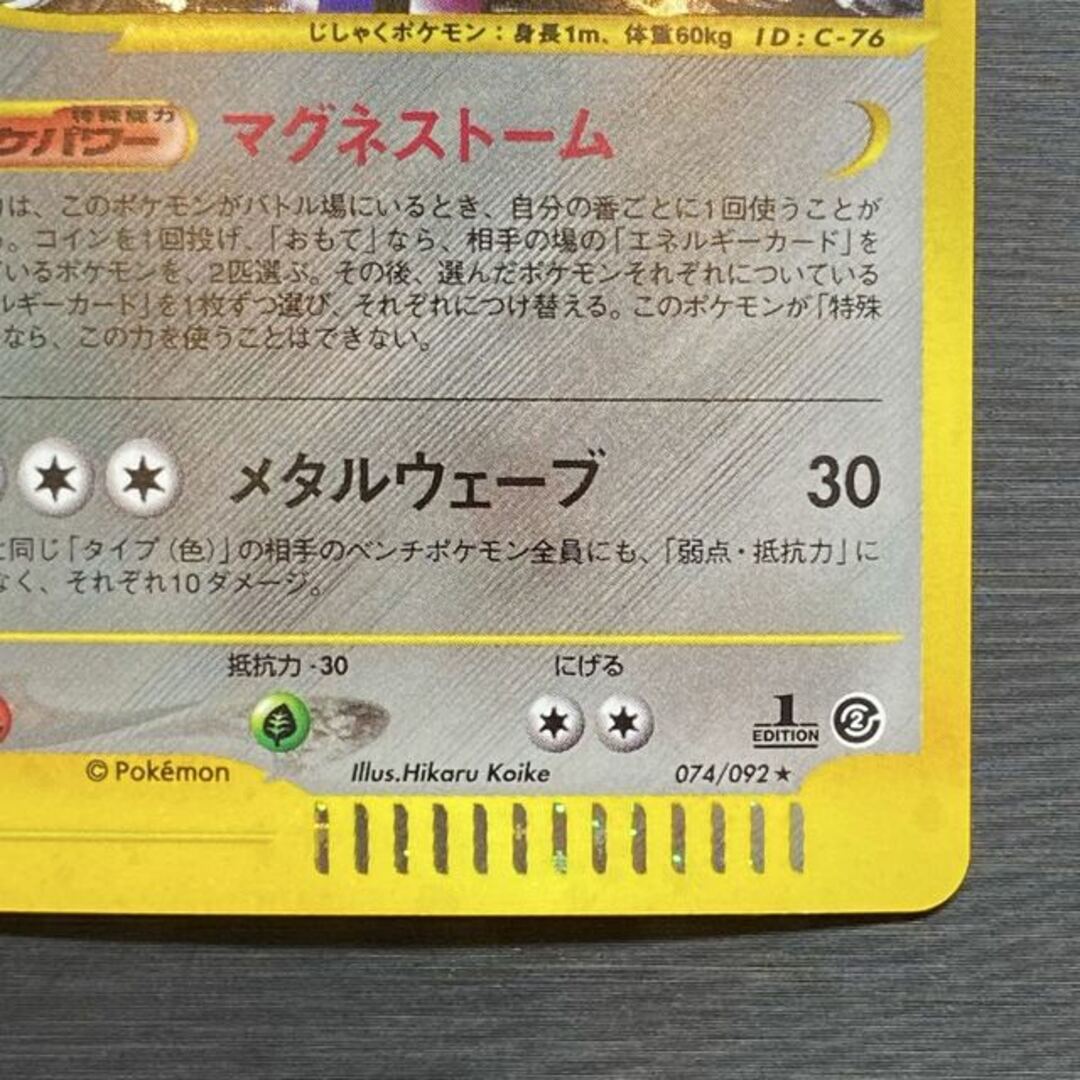 じしゃくポケモン：身長1m、体重60kg ID：C-76
特殊能力
ケパワー マグネストーム
は、このポケモンがバトル場にいるとき、自分の番ごとに1回使うことが
。コインを1回投げ、「おもて」なら、相手の場の「エネルギーカード」を
いるポケモンを、2匹選ぶ。その後、選んだポケモンそれぞれについている
ルギーカード」を1枚ずつ選び、それぞれにつけ替える。このポケモンが「特殊
なら、この力を使うことはできない。
メタルウェーブ 30
と同じ「タイプ（色）」の相手のベンチポケモン全員にも、「弱点・抵抗力」に
なく、それぞれ10ダメージ。
抵抗力 -30 にげる
1 EDITION 2
© Pokémon Illus.Hikaru Koike 074/092★